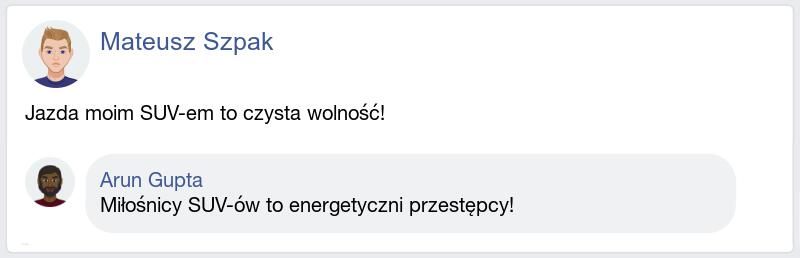 Mateusz Szpak
Jazda moim SUV-em to czysta wolność!
Arun Gupta
Miłośnicy SUV-ów to energetyczni przestępcy!